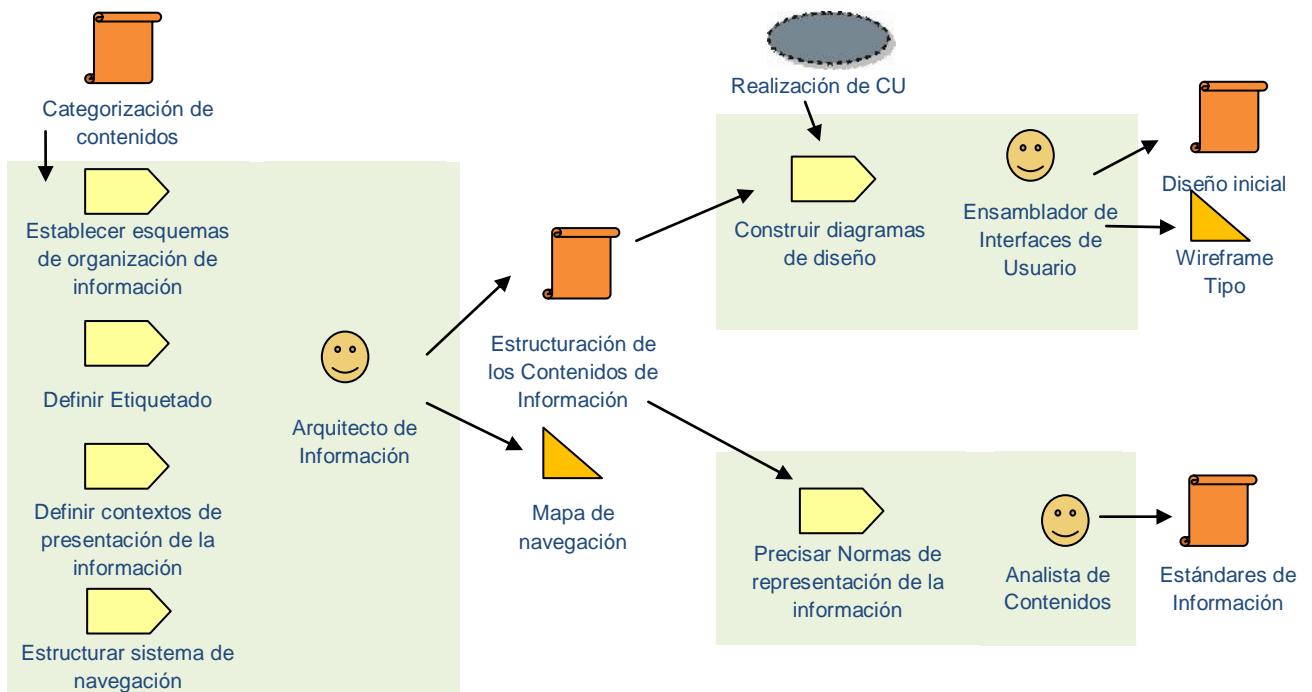 Categorización de
contenidos
Establecer esquemas
de organización de
información
Definir Etiquetado
Definir contextos de
presentación de la
información
Estructurar sistema de
navegación
Arquitecto de
Información
Estructuración de
los Contenidos de
Información
Mapa de
navegación
Realización de CU
Construir diagramas
de diseño
Ensamblador de
Interfaces de
Usuario
Diseño inicial
Wireframe
Tipo
Precisar Normas de
representación de la
información
Analista de
Contenidos
Estándares de
Información